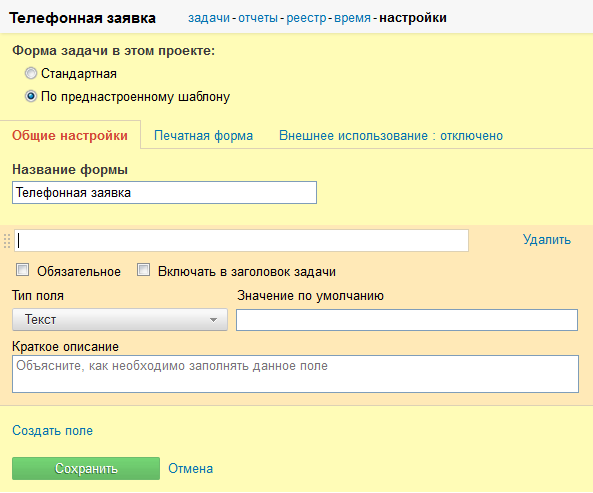 Телефонная заявка задачи - отчеты - реестр - время - настройки
Форма задачи в этом проекте:
Стандартная
По преднастроенному шаблону
Общие настройки Печатная форма Внешнее использование : отключено
Название формы
Телефонная заявка
Удалить
Обязательное Включать в заголовок задачи
Тип поля Значение по умолчанию
Текст
Краткое описание
Объясните, как необходимо заполнять данное поле
Создать поле
Сохранить Отмена